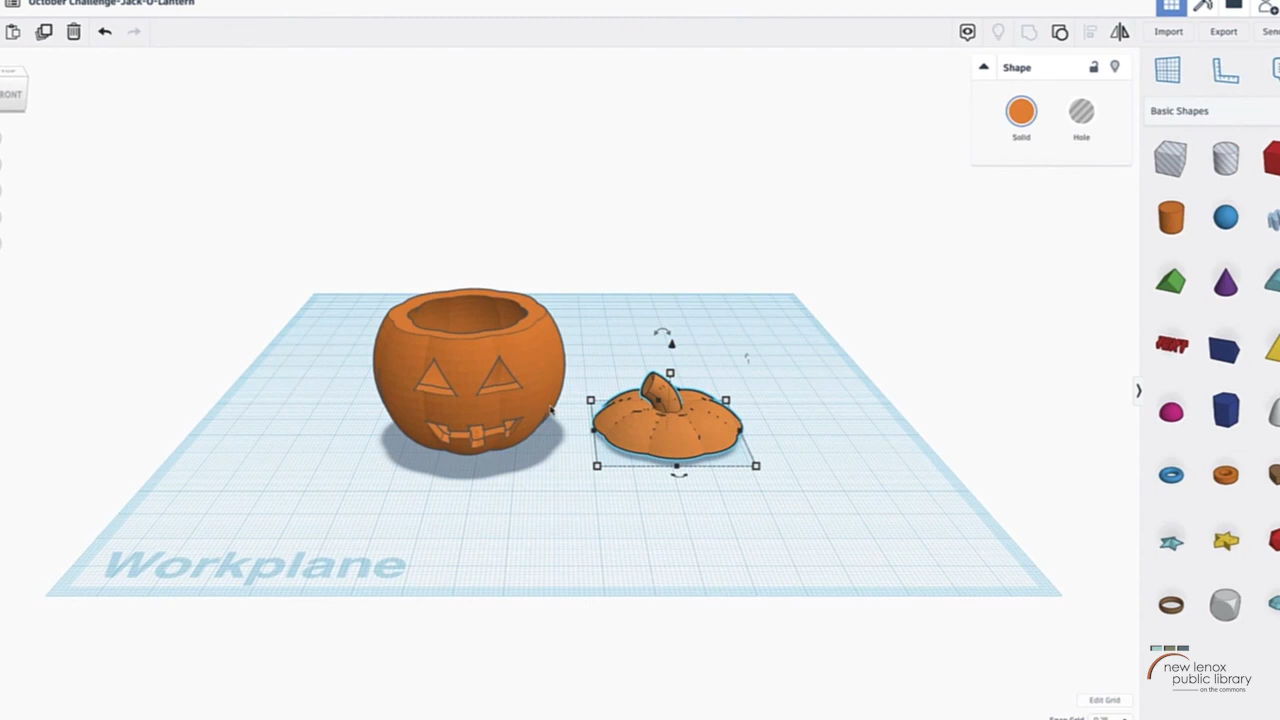 October Challenge-Jack-O-Lantern
Import
Export
Shape
Solid
Hole
Basic Shapes
Workplane
new lenox
public library
on the commons
Edit Grid